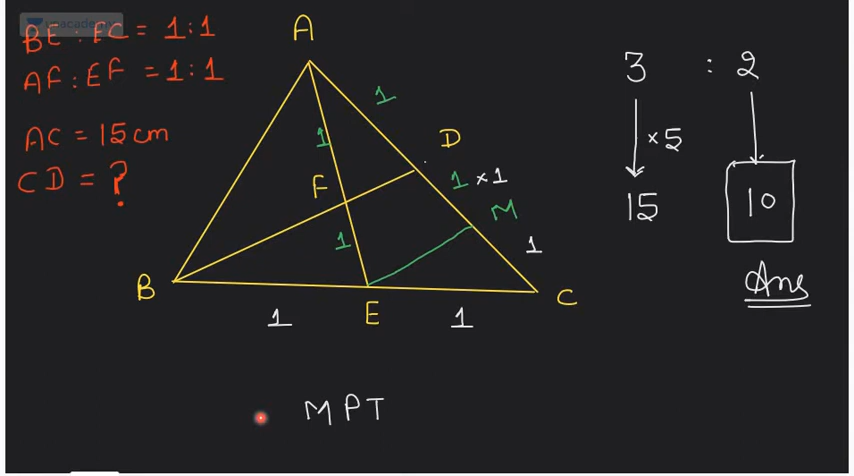 unacademy
BE : EC = 1:1
AF : EF = 1:1
AC = 15 cm
CD = ?
A
1
1
D
F
1 × 1
M
1
1
B
E
C
1
1
3 : 2
×5
15
10
Ans
MPT